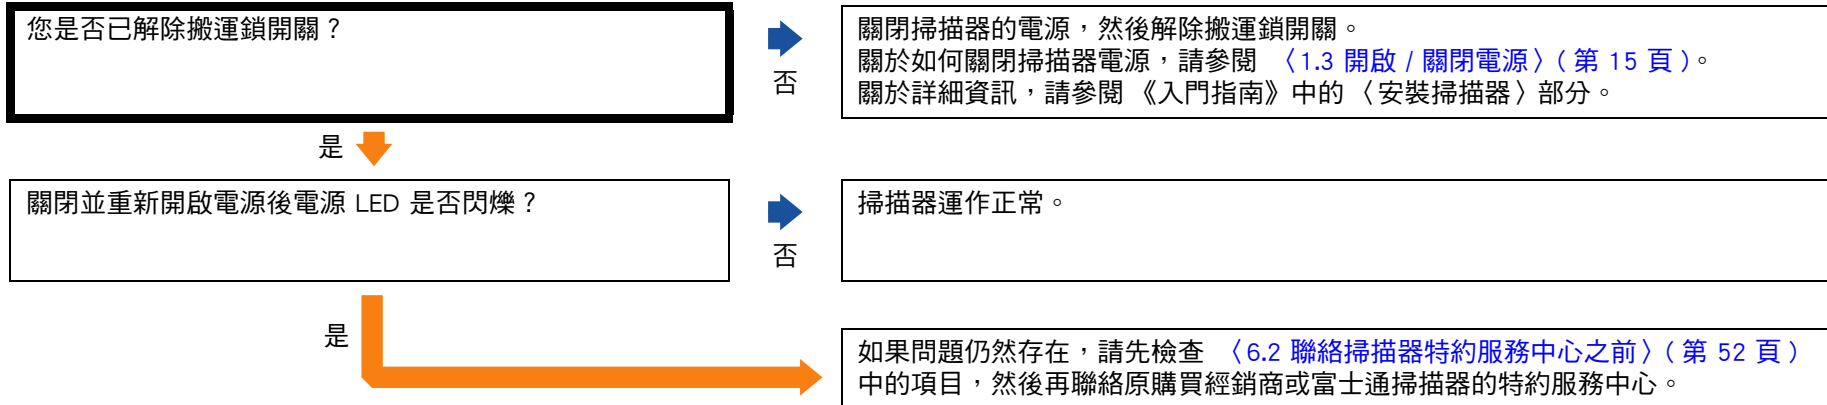 您是否已解除搬運鎖開關？
否
關閉掃描器的電源，然後解除搬運鎖開關。
關於如何關閉掃描器電源，請參閱 〈1.3 開啟 / 關閉電源〉( 第 15 頁 )。
關於詳細資訊，請參閱 《入門指南》中的 〈安裝掃描器〉部分。
是
關閉並重新開啟電源後電源 LED 是否閃爍？
否
掃描器運作正常。
是
如果問題仍然存在，請先檢查 〈6.2 聯絡掃描器特約服務中心之前〉( 第 52 頁 )
中的項目，然後再聯絡原購買經銷商或富士通掃描器的特約服務中心。